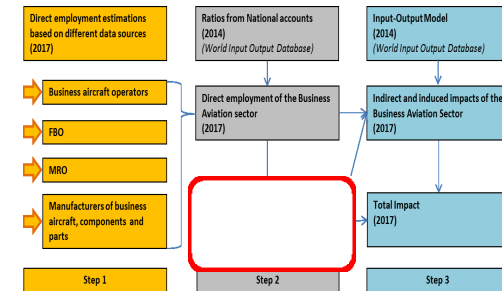 Direct employment estimations
based on different data sources
(2017)
Ratios from National accounts
(2014)
(World Input Output Database)
Input-Output Model
(2014)
(World Input Output Database)
Business aircraft operators
FBO
MRO
Manufacturers of business
aircraft, components and
parts
Direct employment of the Business
Aviation sector
(2017)
Indirect and induced impacts of the
Business Aviation Sector
(2017)
Total Impact
(2017)
Step 1
Step 2
Step 3